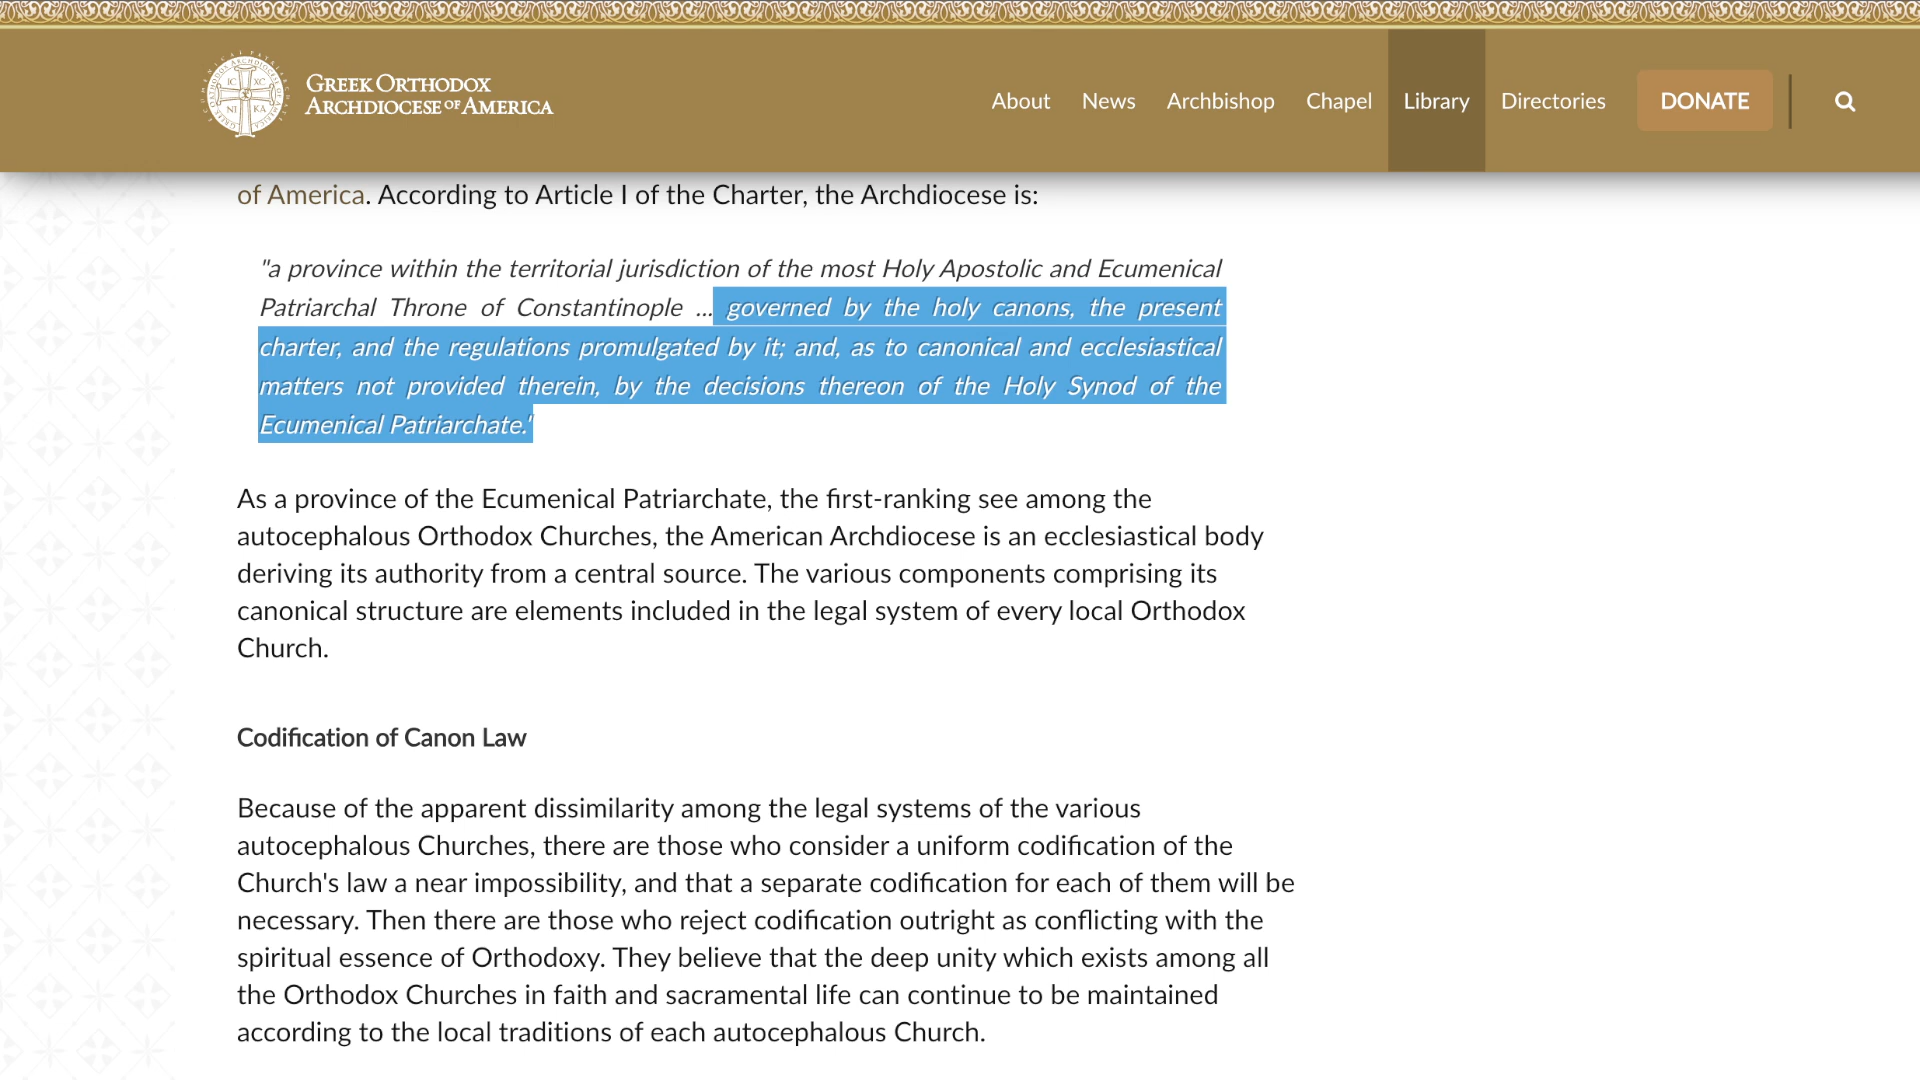 GREEK ORTHODOX
ARCHDIOCESE OF AMERICA
IC XC
NI KA
About News Archbishop Chapel Library Directories DONATE
of America. According to Article I of the Charter, the Archdiocese is:
"a province within the territorial jurisdiction of the most Holy Apostolic and Ecumenical
Patriarchal Throne of Constantinople ... governed by the holy canons, the present
charter, and the regulations promulgated by it; and, as to canonical and ecclesiastical
matters not provided therein, by the decisions thereon of the Holy Synod of the
Ecumenical Patriarchate."
As a province of the Ecumenical Patriarchate, the first-ranking see among the
autocephalous Orthodox Churches, the American Archdiocese is an ecclesiastical body
deriving its authority from a central source. The various components comprising its
canonical structure are elements included in the legal system of every local Orthodox
Church.
Codification of Canon Law
Because of the apparent dissimilarity among the legal systems of the various
autocephalous Churches, there are those who consider a uniform codification of the
Church's law a near impossibility, and that a separate codification for each of them will be
necessary. Then there are those who reject codification outright as conflicting with the
spiritual essence of Orthodoxy. They believe that the deep unity which exists among all
the Orthodox Churches in faith and sacramental life can continue to be maintained
according to the local traditions of each autocephalous Church.